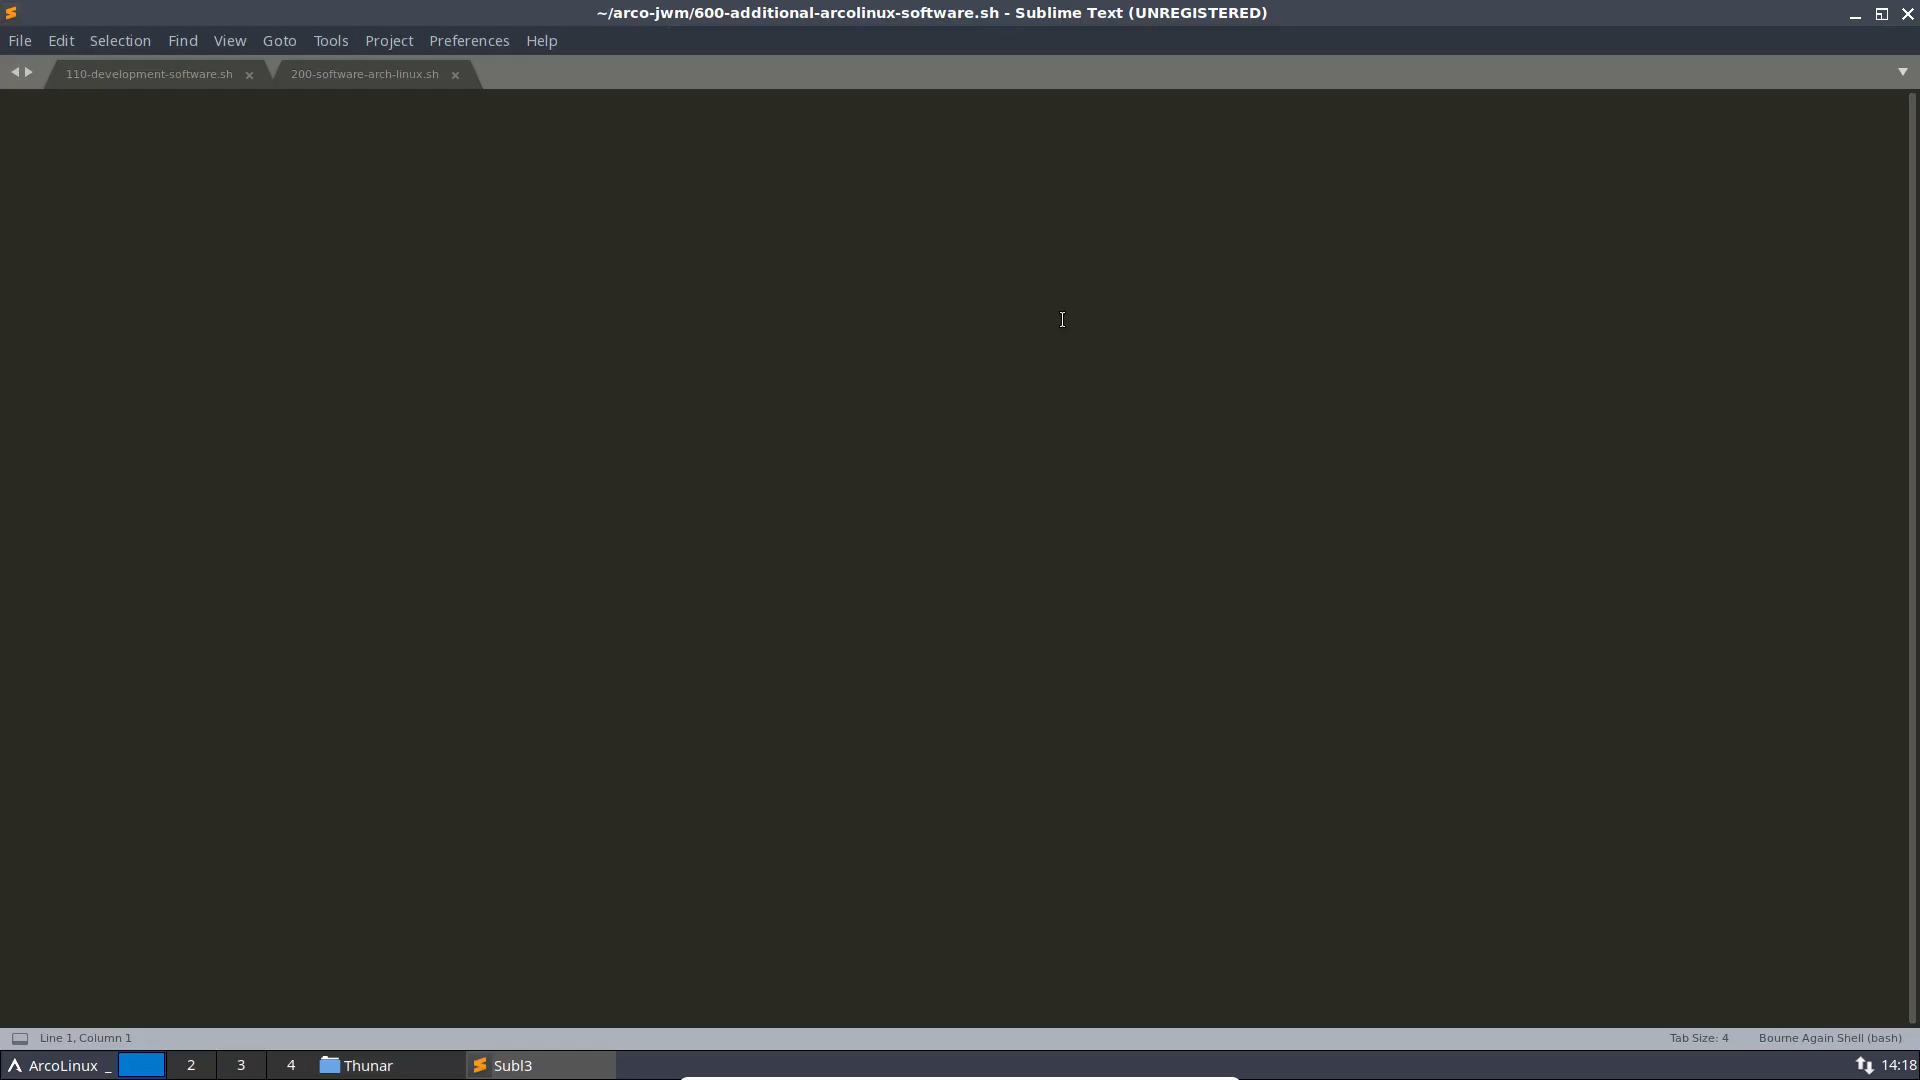 ~/arco-jwm/600-additional-arcolinux-software.sh - Sublime Text (UNREGISTERED)
File Edit Selection Find View Goto Tools Project Preferences Help
110-development-software.sh 200-software-arch-linux.sh
Line 1, Column 1 Tab Size: 4 Bourne Again Shell (bash)
ArcoLinux _ 2 3 4 Thunar Subl3 14:18